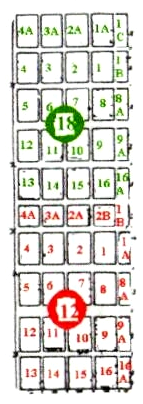 4A 3A 2A 1A 1C
4 3 2 1 1B
5 6 7 8 8A
18
12 11 10 9 9A
13 14 15 16 16A
4A 3A 2A 2B 1B
4 3 2 1 1A
5 6 7 8 8A
12
12 11 10 9 9A
13 14 15 16 16A